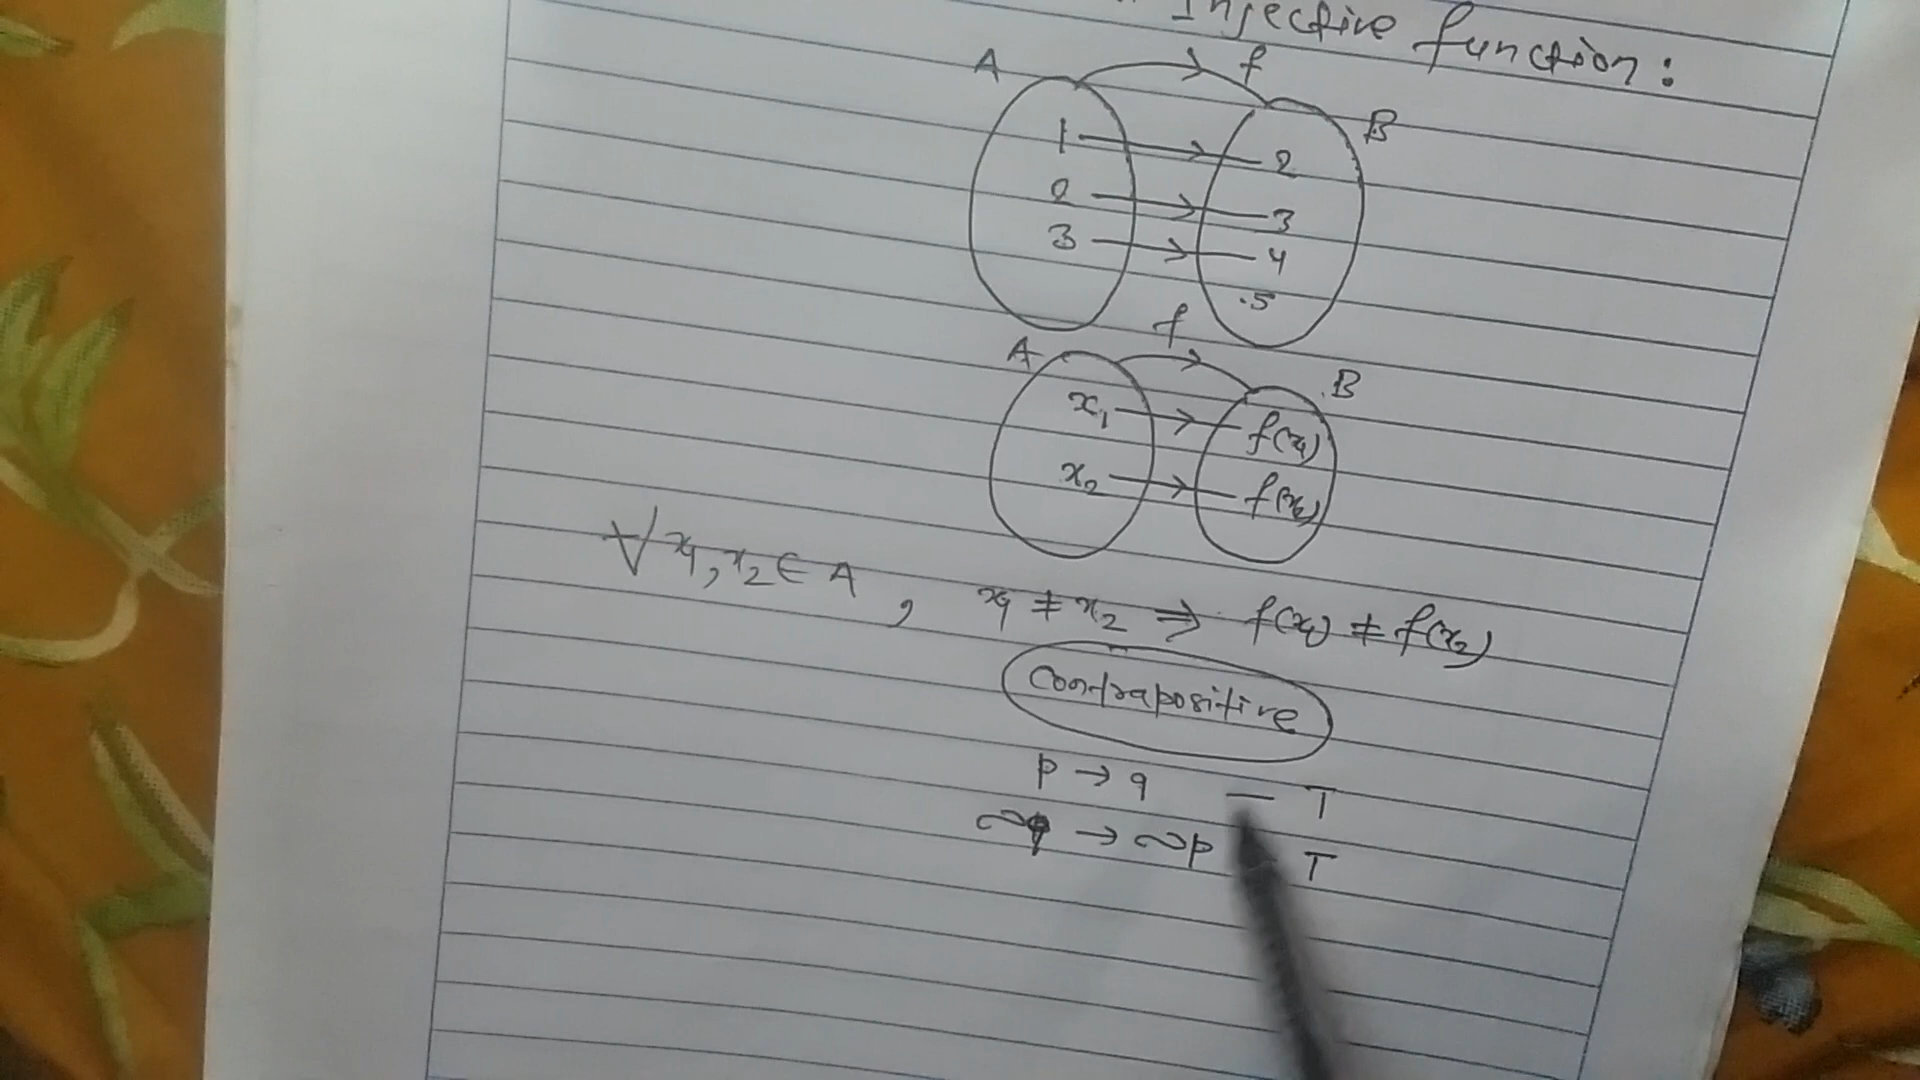 Injective function:
A f B
1 → 2
2 → 3
3 → 4
.5
A f B
x₁ → f(x₁)
x₂ → f(x₂)
∀ x₁, x₂ ∈ A , x₁ ≠ x₂ ⇒ f(x₁) ≠ f(x₂)
contrapositive
p → q — T
~q → ~p — T